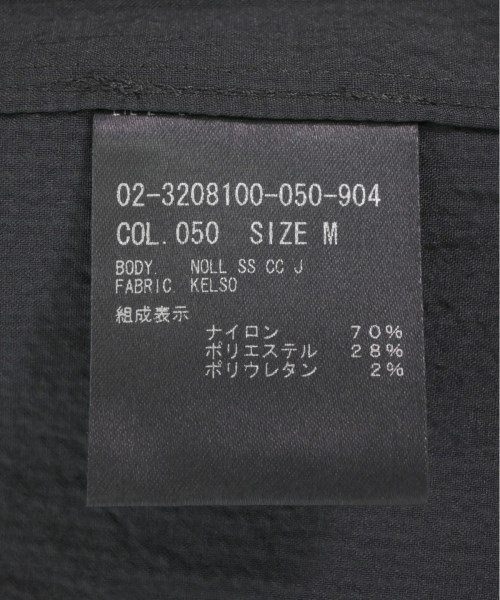 02-3208100-050-904
COL.050 SIZE M
BODY. NOLL SS CC J
FABRIC KELSO
組成表示
ナイロン 70%
ポリエステル 28%
ポリウレタン 2%